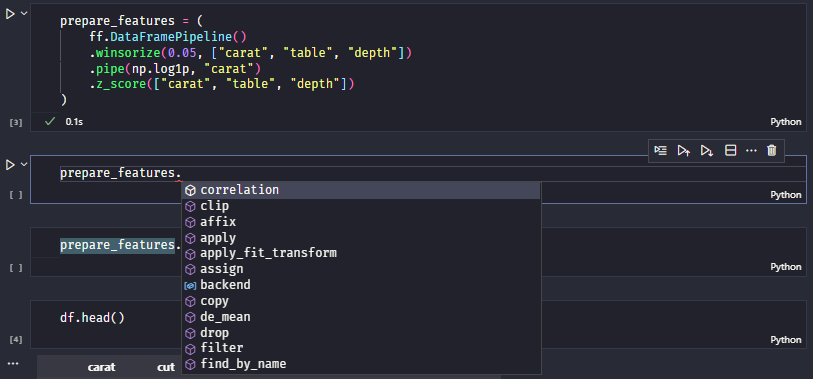 prepare_features = (
ff.DataFramePipeline()
.winsorize(0.05, ["carat", "table", "depth"])
.pipe(np.log1p, "carat")
.z_score(["carat", "table", "depth"])
)
[3] 0.1s Python
prepare_features.
[ ] Python
correlation
clip
affix
apply
apply_fit_transform
assign
backend
copy
de_mean
drop
filter
find_by_name
prepare_features.
[ ] Python
df.head()
[4] Python
carat cut